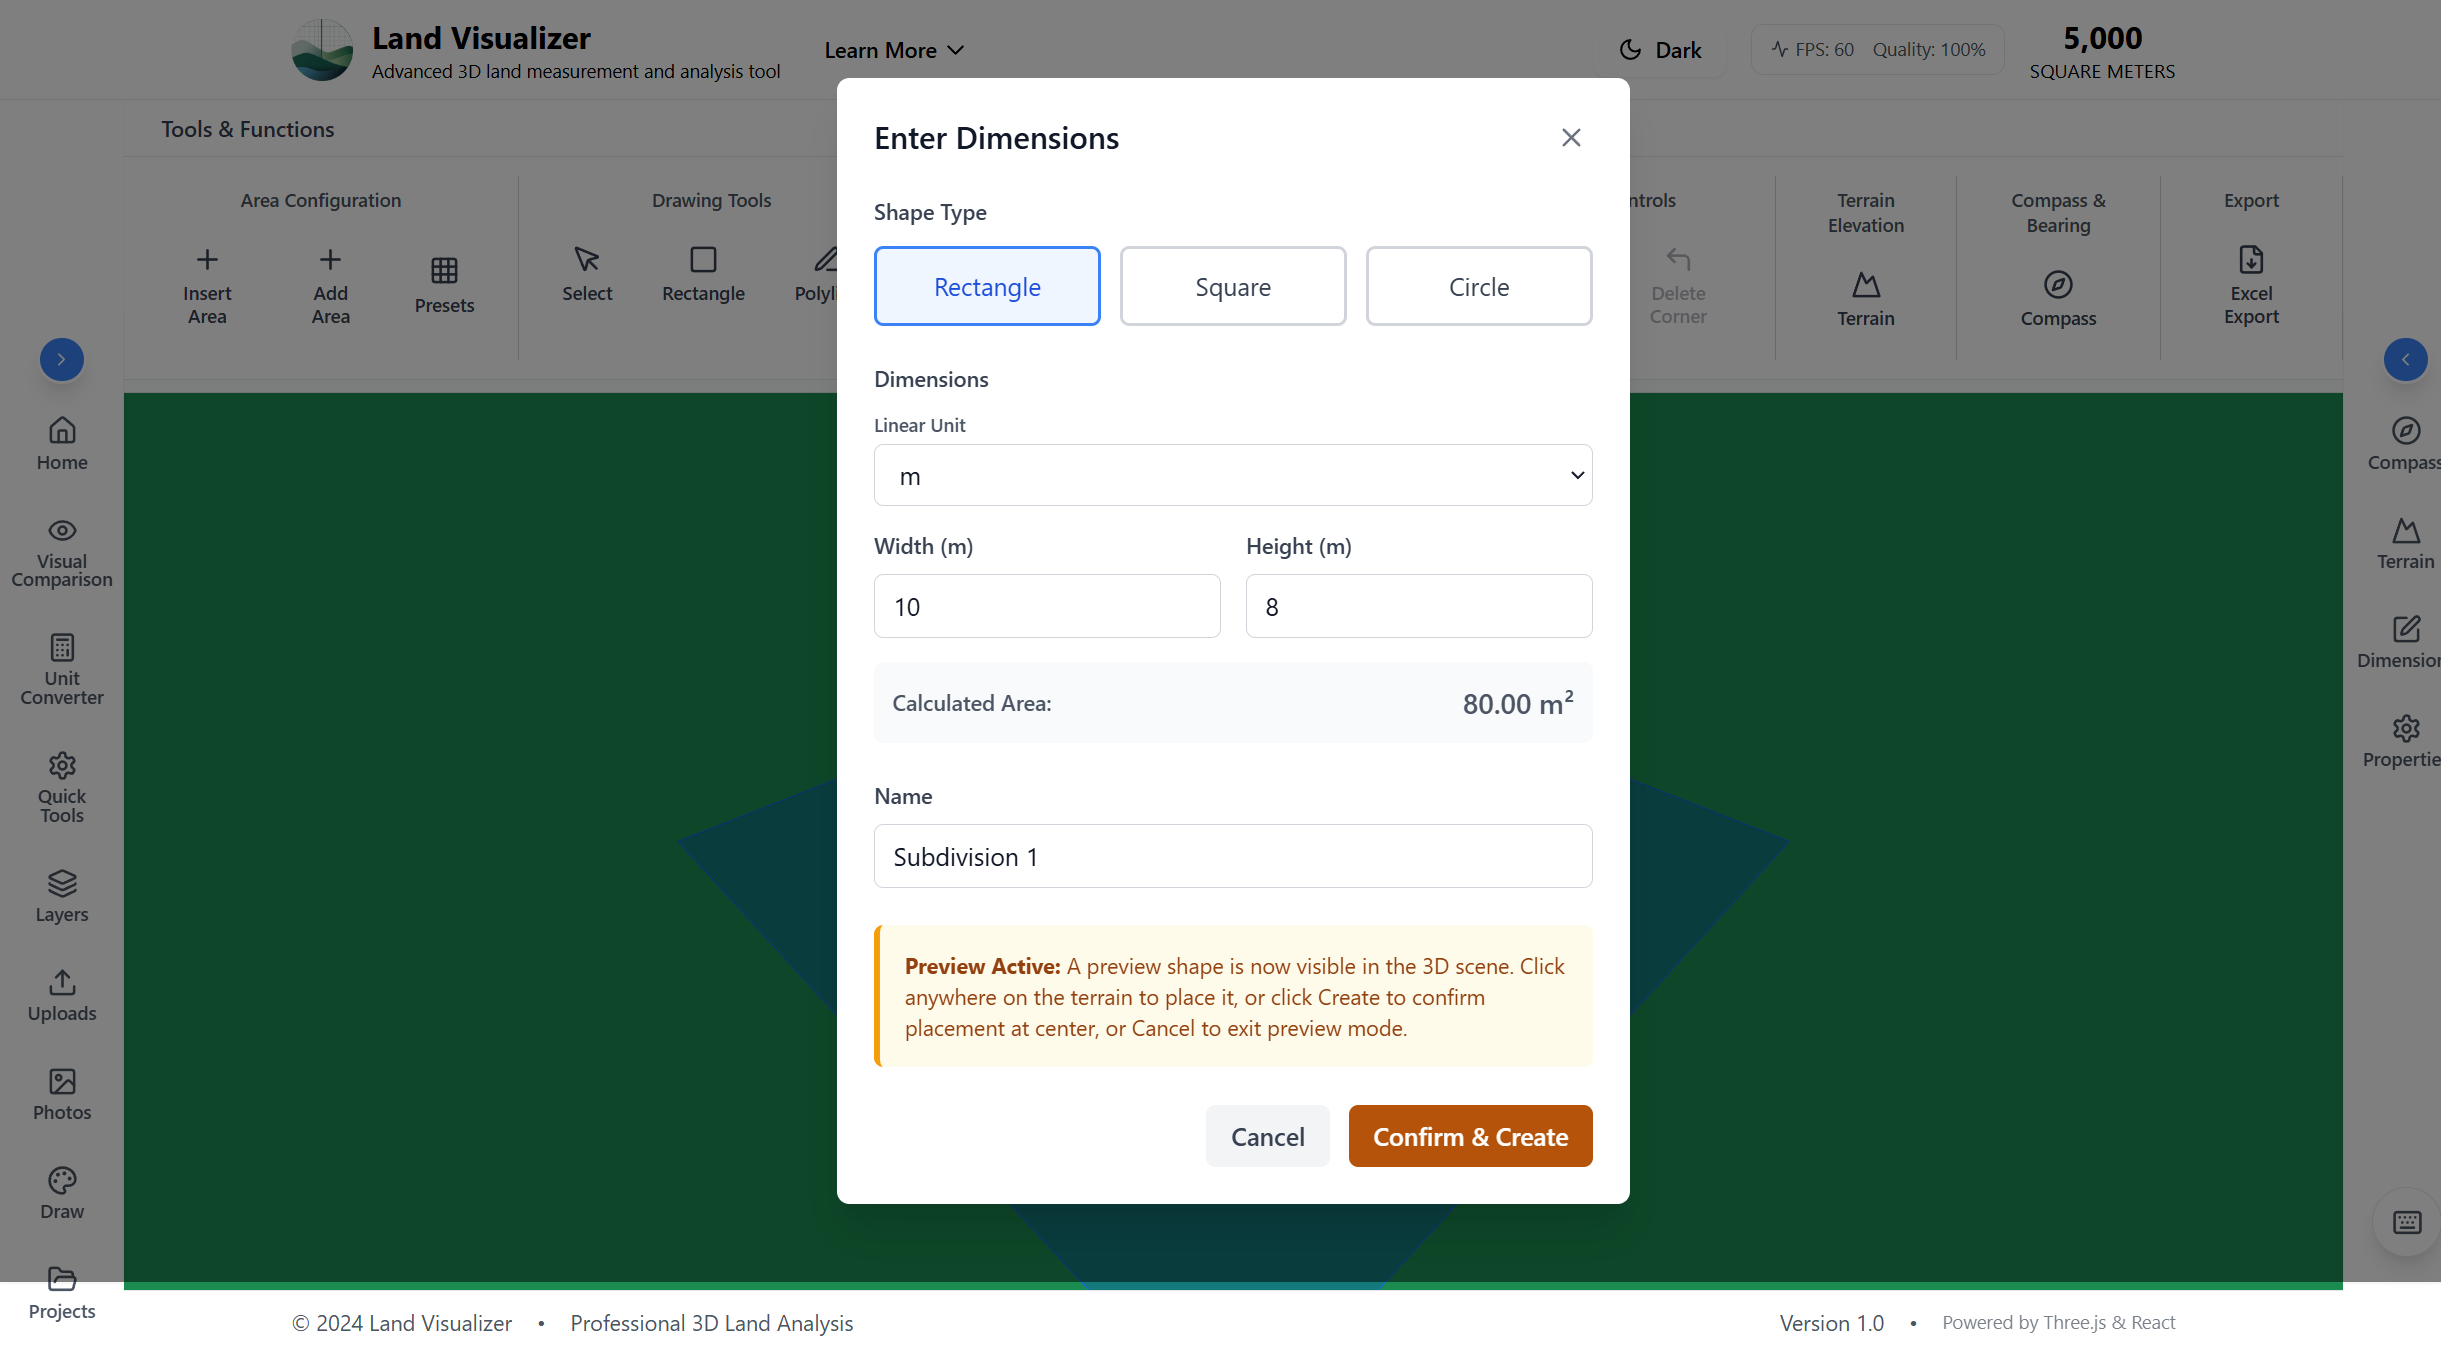 Land Visualizer
Advanced 3D land measurement and analysis tool
Learn More
Dark
FPS: 60 Quality: 100%
5,000
SQUARE METERS
Tools & Functions
Area Configuration
Insert
Area
Add
Area
Presets
Drawing Tools
Select
Rectangle
Polyli
ntrols
Delete
Corner
Terrain
Elevation
Terrain
Compass &
Bearing
Compass
Export
Excel
Export
Home
Visual
Comparison
Unit
Converter
Quick
Tools
Layers
Uploads
Photos
Draw
Projects
Enter Dimensions
Shape Type
Rectangle
Square
Circle
Dimensions
Linear Unit
m
Width (m)
Height (m)
10
8
Calculated Area:
80.00 m²
Name
Subdivision 1
Preview Active: A preview shape is now visible in the 3D scene. Click
anywhere on the terrain to place it, or click Create to confirm
placement at center, or Cancel to exit preview mode.
Cancel
Confirm & Create
Compass
Terrain
Dimension
Propertie
© 2024 Land Visualizer • Professional 3D Land Analysis
Version 1.0 • Powered by Three.js & React